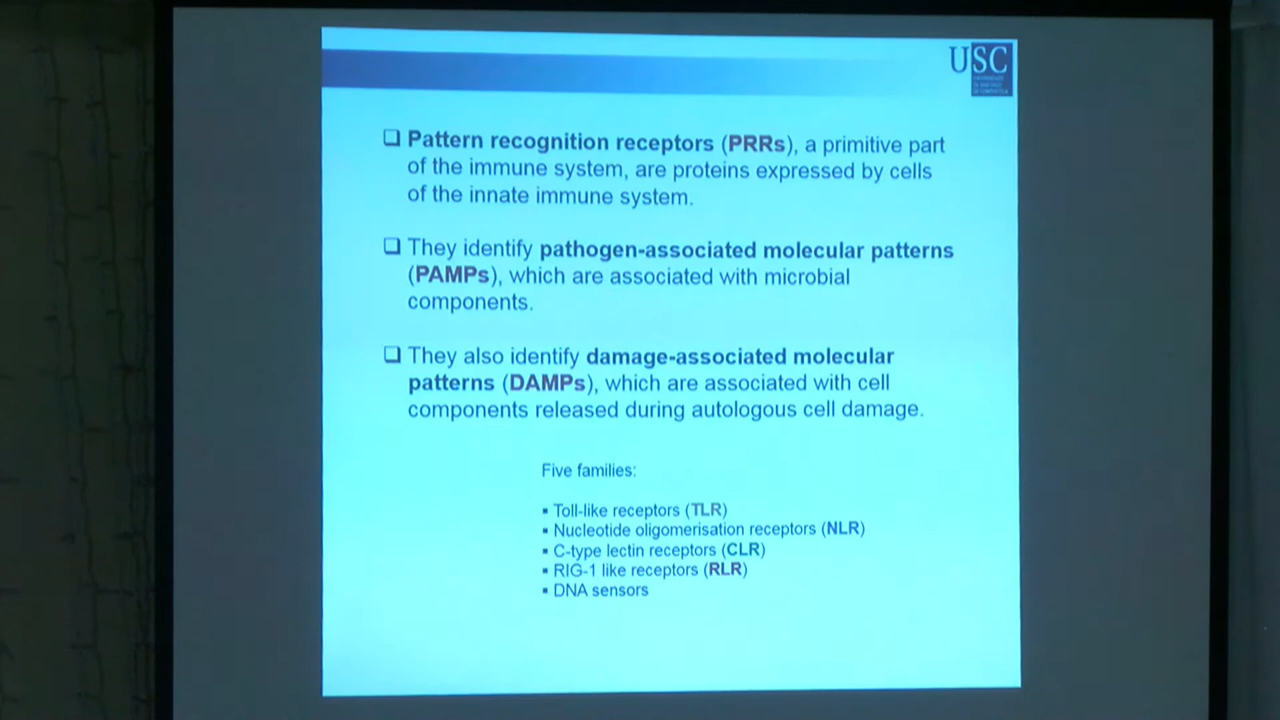 USC
❑ Pattern recognition receptors (PRRs), a primitive part
of the immune system, are proteins expressed by cells
of the innate immune system.
❑ They identify pathogen-associated molecular patterns
(PAMPs), which are associated with microbial
components.
❑ They also identify damage-associated molecular
patterns (DAMPs), which are associated with cell
components released during autologous cell damage.
Five families:
▪ Toll-like receptors (TLR)
▪ Nucleotide oligomerisation receptors (NLR)
▪ C-type lectin receptors (CLR)
▪ RIG-1 like receptors (RLR)
▪ DNA sensors